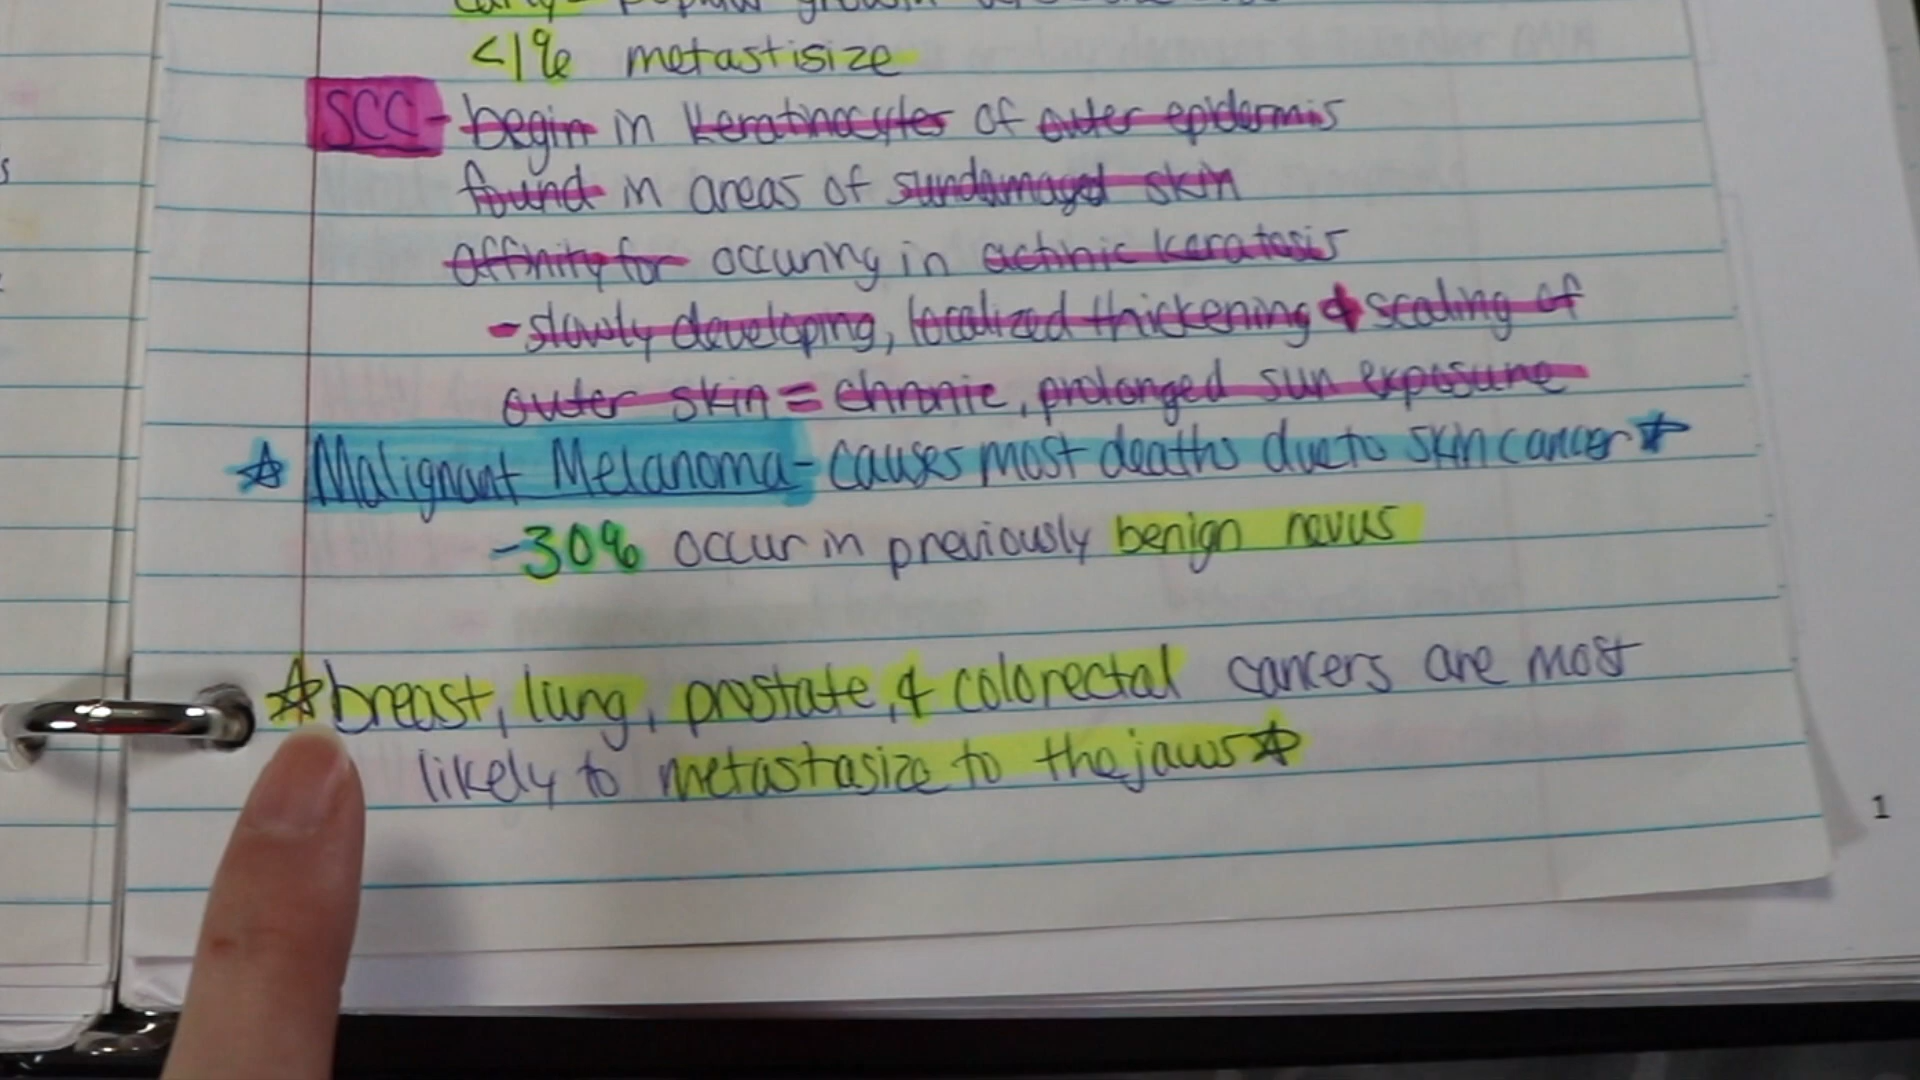 <1% metastisize
SCC- begin in keratinocytes of outer epidermis
found in areas of sundamaged skin
affinity for occurring in actinic keratosis
-slowly developing, localized thickening & scaling of
outer skin = chronic, prolonged sun exposure
☆ Malignant Melanoma- causes most deaths due to skin cancer ☆
-30% occur in previously benign nevus
☆ breast, lung, prostate, & colorectal cancers are most
likely to metastasize to the jaws ☆
1